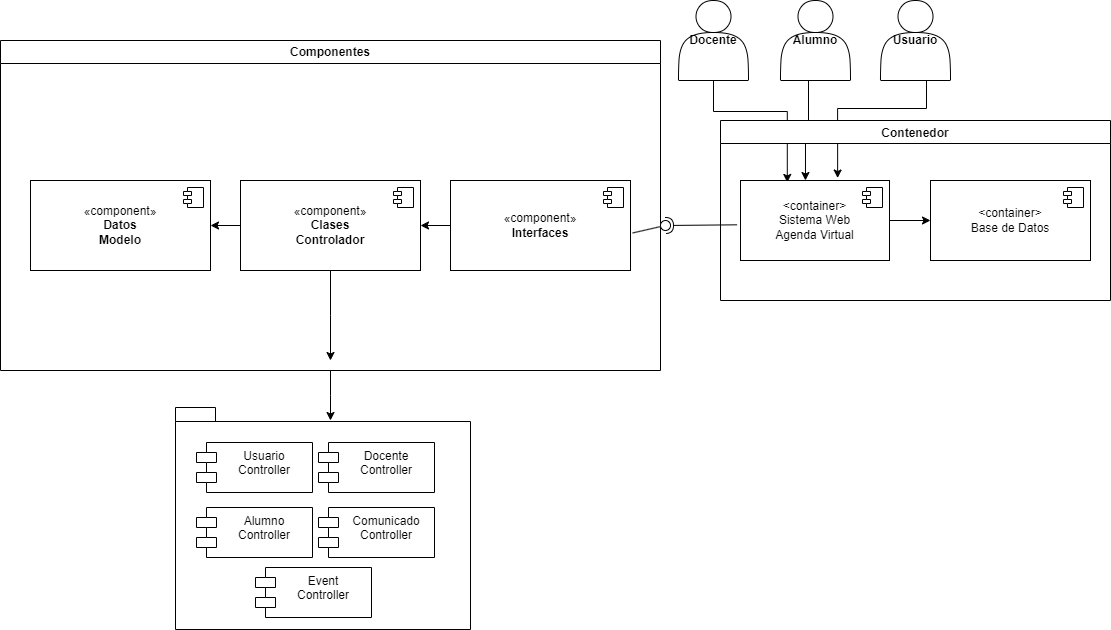 Docente
Alumno
Usuario
Componentes
Contenedor
«component»
Datos
Modelo
«component»
Clases
Controlador
«component»
Interfaces
<container>
Sistema Web
Agenda Virtual
<container>
Base de Datos
Usuario
Controller
Docente
Controller
Alumno
Controller
Comunicado
Controller
Event
Controller